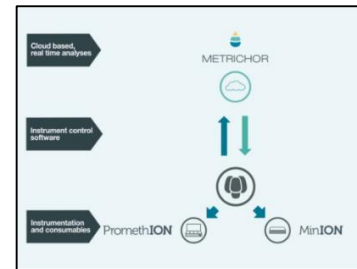 Cloud based,
real time analyses
METRICHOR
Instrument control
software
Instrumentation
and consumables
PromethION
MinION